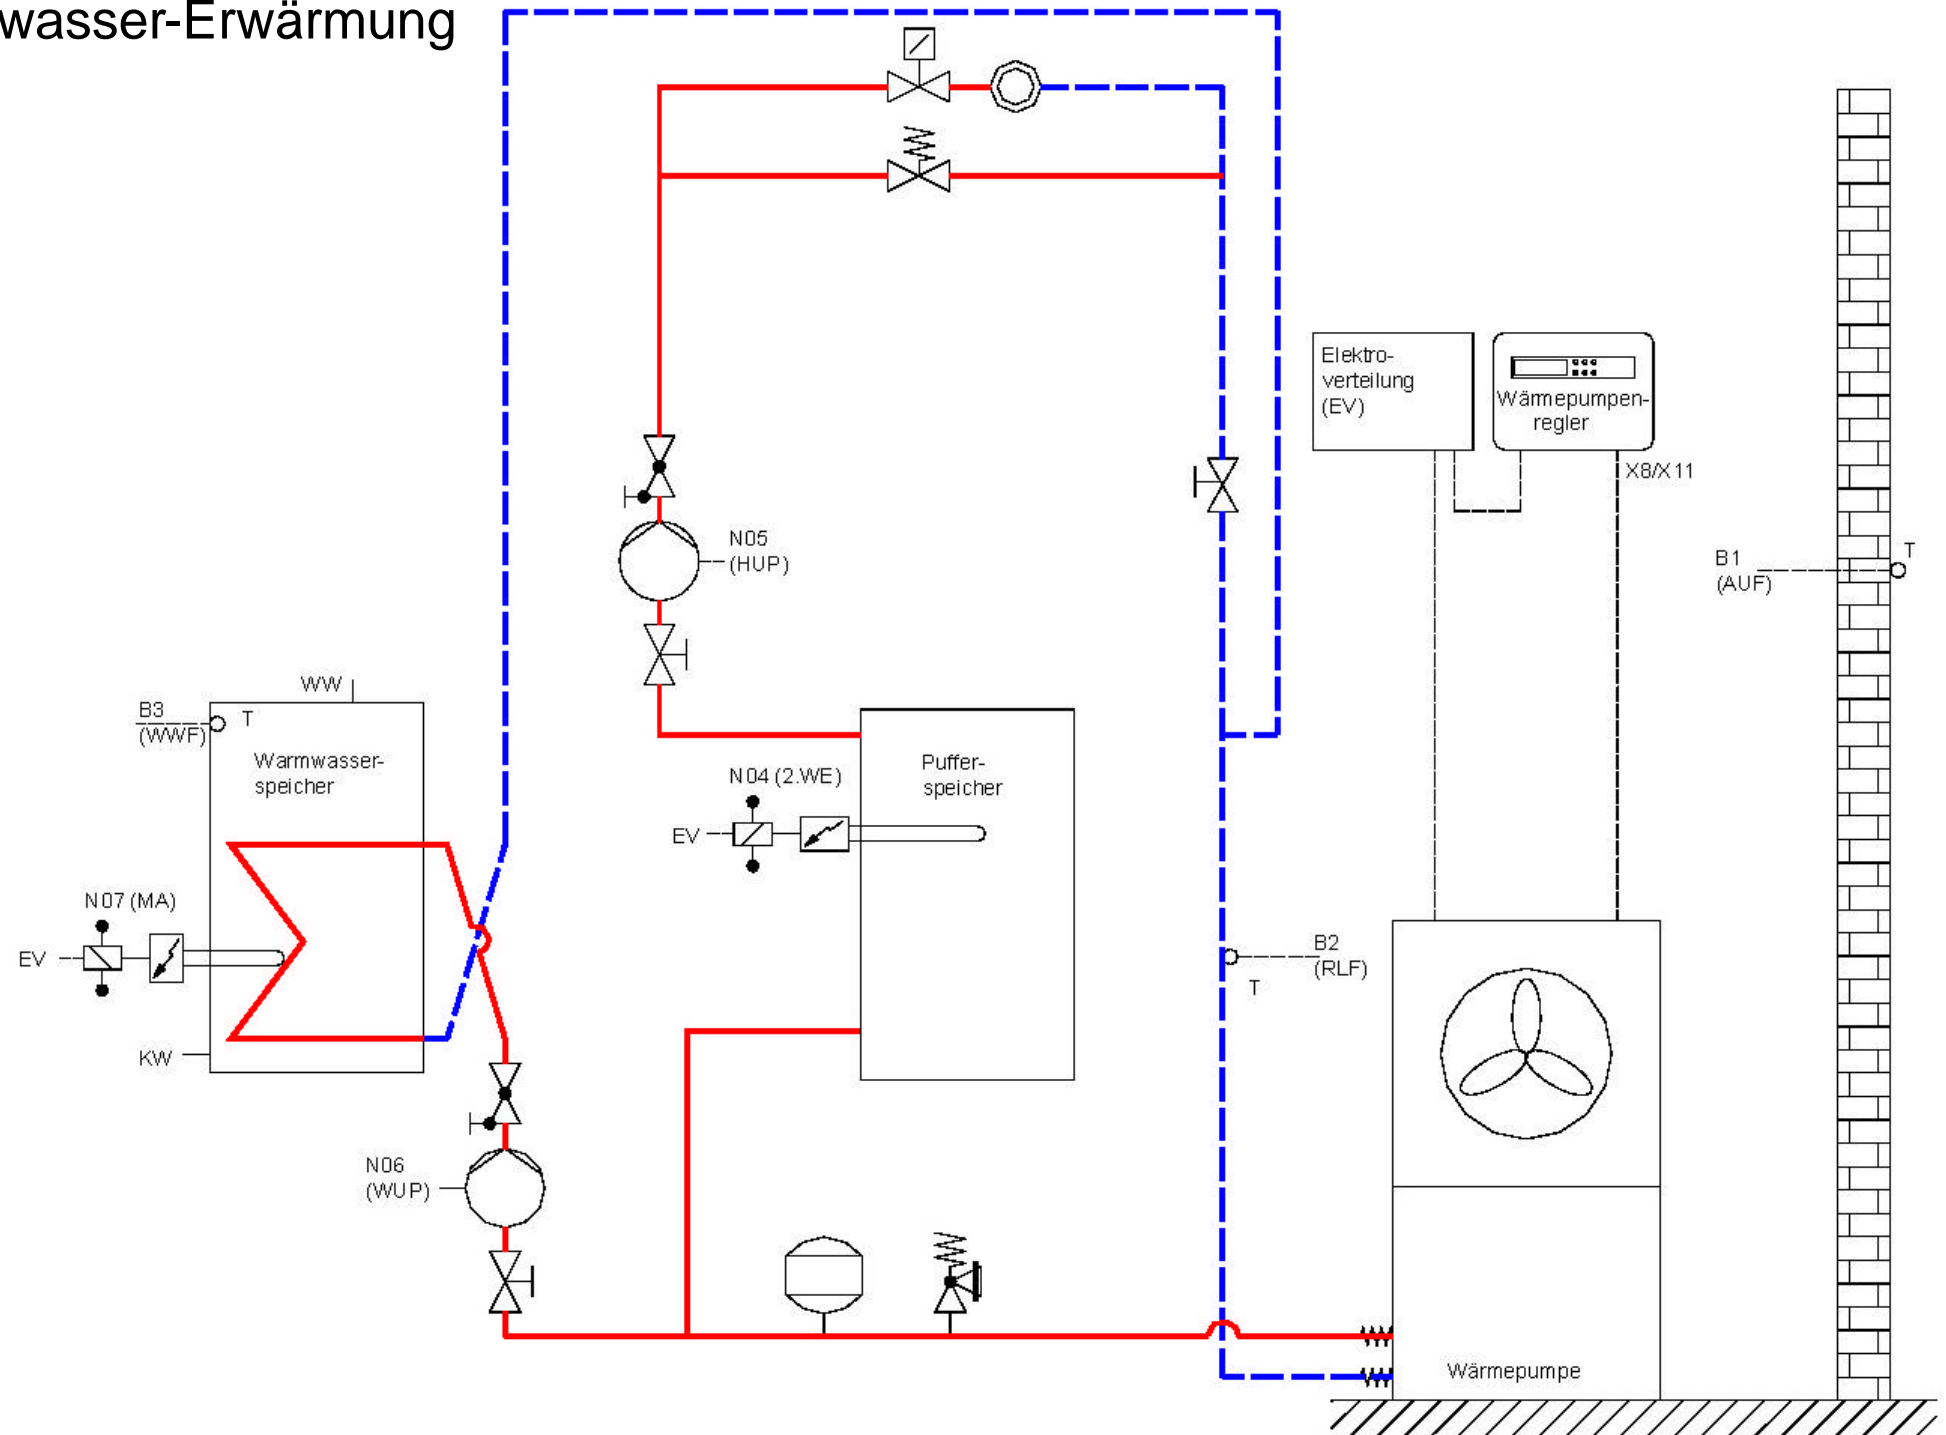 wasser-Erwärmung
Elektro-
verteilung
(EV)
Wärmepumpen-
regler
X8/X11
N05
(HUP)
B1
(AUF)
T
WW
B3
(WWF)
T
Warmwasser-
speicher
Puffer-
speicher
N04 (2.WE)
EV
N07 (MA)
EV
B2
(RLF)
T
KW
N06
(WUP)
Wärmepumpe